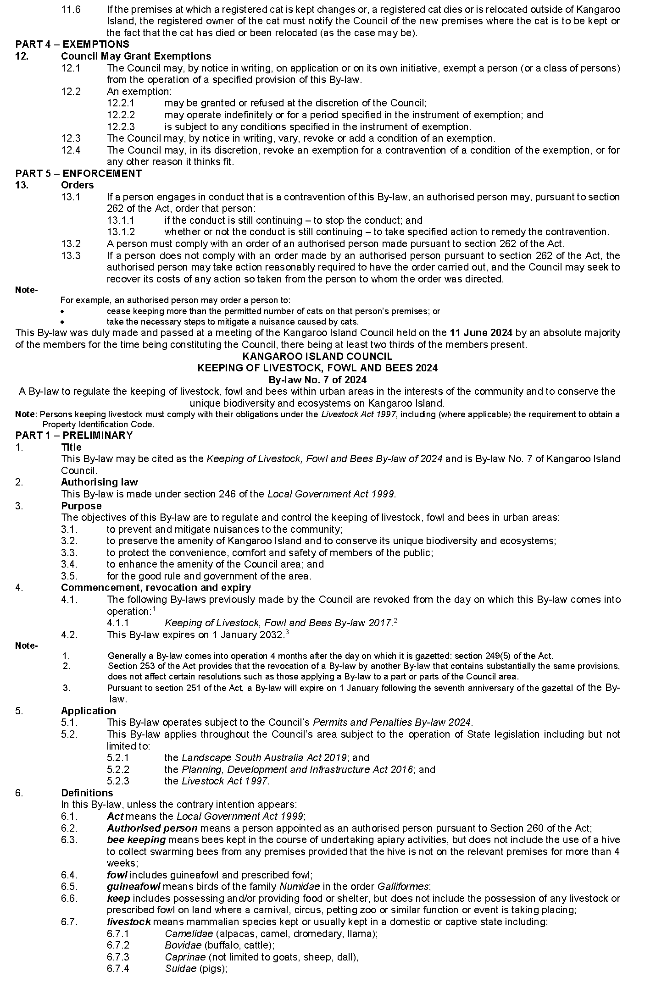 11.6 If the premises at which a registered cat is kept changes or, a registered cat dies or is relocated outside of Kangaroo
Island, the registered owner of the cat must notify the Council of the new premises where the cat is to be kept or
the fact that the cat has died or been relocated (as the case may be).
PART 4 – EXEMPTIONS
12. Council May Grant Exemptions
12.1 The Council may, by notice in writing, on application or on its own initiative, exempt a person (or a class of persons)
from the operation of a specified provision of this By-law.
12.2 An exemption:
12.2.1 may be granted or refused at the discretion of the Council;
12.2.2 may operate indefinitely or for a period specified in the instrument of exemption; and
12.2.3 is subject to any conditions specified in the instrument of exemption.
12.3 The Council may, by notice in writing, vary, revoke or add a condition of an exemption.
12.4 The Council may, in its discretion, revoke an exemption for a contravention of a condition of the exemption, or for
any other reason it thinks fit.
PART 5 – ENFORCEMENT
13. Orders
13.1 If a person engages in conduct that is a contravention of this By-law, an authorised person may, pursuant to section
262 of the Act, order that person:
13.1.1 if the conduct is still continuing – to stop the conduct; and
13.1.2 whether or not the conduct is still continuing – to take specified action to remedy the contravention.
13.2 A person must comply with an order of an authorised person made pursuant to section 262 of the Act.
13.3 If a person does not comply with an order made by an authorised person pursuant to section 262 of the Act, the
authorised person may take action reasonably required to have the order carried out, and the Council may seek to
recover its costs of any action so taken from the person to whom the order was directed.
Note-
For example, an authorised person may order a person to:
• cease keeping more than the permitted number of cats on that person's premises; or
• take the necessary steps to mitigate a nuisance caused by cats.
This By-law was duly made and passed at a meeting of the Kangaroo Island Council held on the 11 June 2024 by an absolute majority
of the members for the time being constituting the Council, there being at least two thirds of the members present.
KANGAROO ISLAND COUNCIL
KEEPING OF LIVESTOCK, FOWL AND BEES 2024
By-law No. 7 of 2024
A By-law to regulate the keeping of livestock, fowl and bees within urban areas in the interests of the community and to conserve the
unique biodiversity and ecosystems on Kangaroo Island.
Note: Persons keeping livestock must comply with their obligations under the Livestock Act 1997, including (where applicable) the requirement to obtain a
Property Identification Code.
PART 1 – PRELIMINARY
1. Title
This By-law may be cited as the Keeping of Livestock, Fowl and Bees By-law of 2024 and is By-law No. 7 of Kangaroo Island
Council.
2. Authorising law
This By-law is made under section 246 of the Local Government Act 1999.
3. Purpose
The objectives of this By-law are to regulate and control the keeping of livestock, fowl and bees in urban areas:
3.1. to prevent and mitigate nuisances to the community;
3.2. to preserve the amenity of Kangaroo Island and to conserve its unique biodiversity and ecosystems;
3.3. to protect the convenience, comfort and safety of members of the public;
3.4. to enhance the amenity of the Council area; and
3.5. for the good rule and government of the area.
4. Commencement, revocation and expiry
4.1. The following By-laws previously made by the Council are revoked from the day on which this By-law comes into
operation:1
4.1.1 Keeping of Livestock, Fowl and Bees By-law 2017.2
4.2. This By-law expires on 1 January 2032.3
Note-
1. Generally a By-law comes into operation 4 months after the day on which it is gazetted: section 249(5) of the Act.
2. Section 253 of the Act provides that the revocation of a By-law by another By-law that contains substantially the same provisions,
does not affect certain resolutions such as those applying a By-law to a part or parts of the Council area.
3. Pursuant to section 251 of the Act, a By-law will expire on 1 January following the seventh anniversary of the gazettal of the By-
law.
5. Application
5.1. This By-law operates subject to the Council's Permits and Penalties By-law 2024.
5.2. This By-law applies throughout the Council's area subject to the operation of State legislation including but not
limited to:
5.2.1 the Landscape South Australia Act 2019; and
5.2.2 the Planning, Development and Infrastructure Act 2016; and
5.2.3 the Livestock Act 1997.
6. Definitions
In this By-law, unless the contrary intention appears:
6.1. Act means the Local Government Act 1999;
6.2. Authorised person means a person appointed as an authorised person pursuant to Section 260 of the Act;
6.3. bee keeping means bees kept in the course of undertaking apiary activities, but does not include the use of a hive
to collect swarming bees from any premises provided that the hive is not on the relevant premises for more than 4
weeks;
6.4. fowl includes guineafowl and prescribed fowl;
6.5. guineafowl means birds of the family Numidae in the order Galliformes;
6.6. keep includes possessing and/or providing food or shelter, but does not include the possession of any livestock or
prescribed fowl on land where a carnival, circus, petting zoo or similar function or event is taking placing;
6.7. livestock means mammalian species kept or usually kept in a domestic or captive state including:
6.7.1 Camelidae (alpacas, camel, dromedary, llama);
6.7.2 Bovidae (buffalo, cattle);
6.7.3 Caprinae (not limited to goats, sheep, dall),
6.7.4 Suidae (pigs);